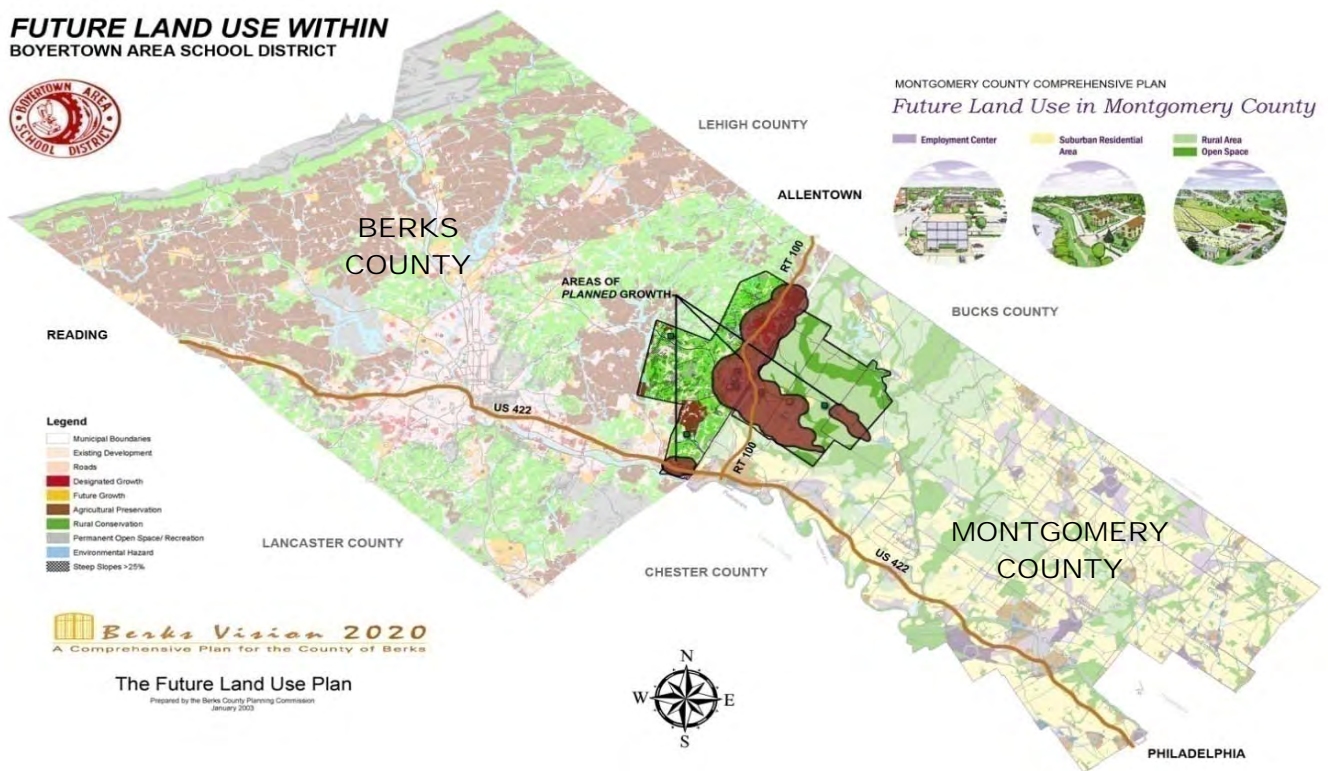 FUTURE LAND USE WITHIN
BOYERTOWN AREA SCHOOL DISTRICT
BOYERTOWN AREA
SCHOOL DISTRICT
MONTGOMERY COUNTY COMPREHENSIVE PLAN
Future Land Use in Montgomery County
Employment Center
Suburban Residential
Area
Rural Area
Open Space
LEHIGH COUNTY
ALLENTOWN
BERKS
COUNTY
RT 100
AREAS OF
PLANNED GROWTH
BUCKS COUNTY
READING
US 422
RT 100
Legend
Municipal Boundaries
Existing Development
Roads
Designated Growth
Future Growth
Agricultural Preservation
Rural Conservation
Permanent Open Space/ Recreation
Environmental Hazard
Steep Slopes >25%
LANCASTER COUNTY
CHESTER COUNTY
MONTGOMERY
COUNTY
US 422
Berks Vision 2020
A Comprehensive Plan for the County of Berks
The Future Land Use Plan
Prepared by the Berks County Planning Commission
January 2003
N
W
E
S
PHILADELPHIA